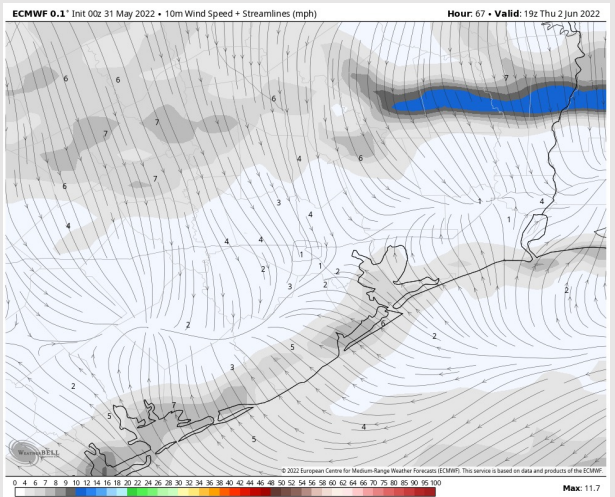 ECMWF 0.1° Init 00z 31 May 2022 • 10m Wind Speed + Streamlines (mph) Hour: 67 • Valid: 19z Thu 2 Jun 2022
7
6 6
6
7 7
4 6
6 7
3 1 4
4 1
4
4 4
1
2 1 2
3 2 2
2 6
2
5
3
2
7
5
4
5
WEATHERBELL
© 2022 European Centre for Medium-Range Weather Forecasts (ECMWF). This service is based on data and products of the ECMWF.
0 4 6 7 8 9 10 12 14 16 18 20 22 24 26 28 30 32 34 36 38 40 42 44 46 48 50 52 54 56 58 60 62 64 66 70 75 80 85 90 95 100
Max: 11.7